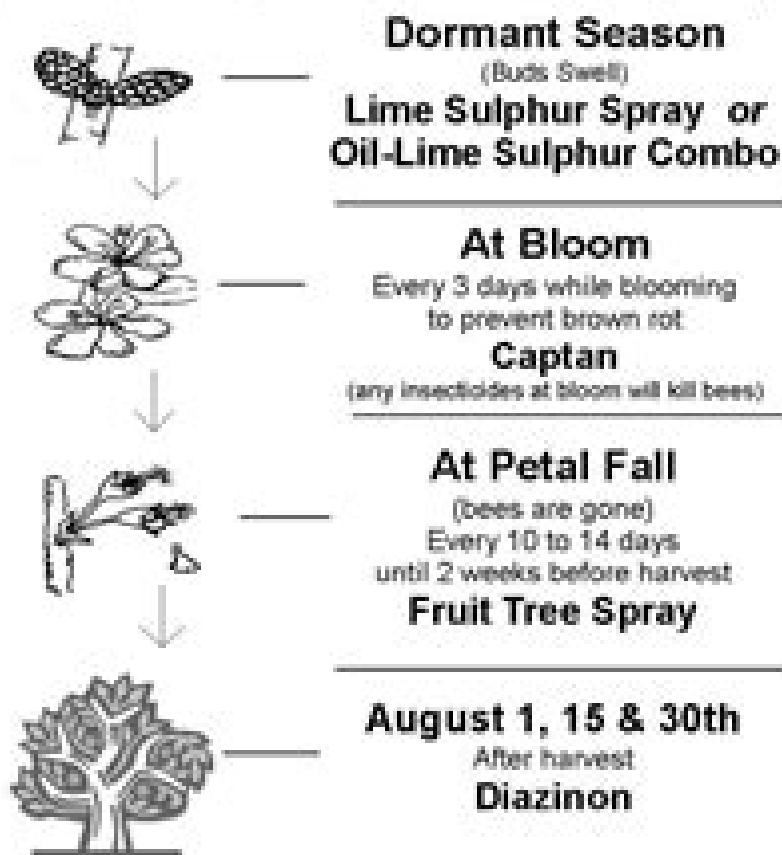 Dormant Season
(Buds Swell)
Lime Sulphur Spray or
Oil-Lime Sulphur Combo
At Bloom
Every 3 days while blooming
to prevent brown rot
Captan
(any insecticides at bloom will kill bees)
At Petal Fall
(bees are gone)
Every 10 to 14 days
until 2 weeks before harvest
Fruit Tree Spray
August 1, 15 & 30th
After harvest
Diazinon